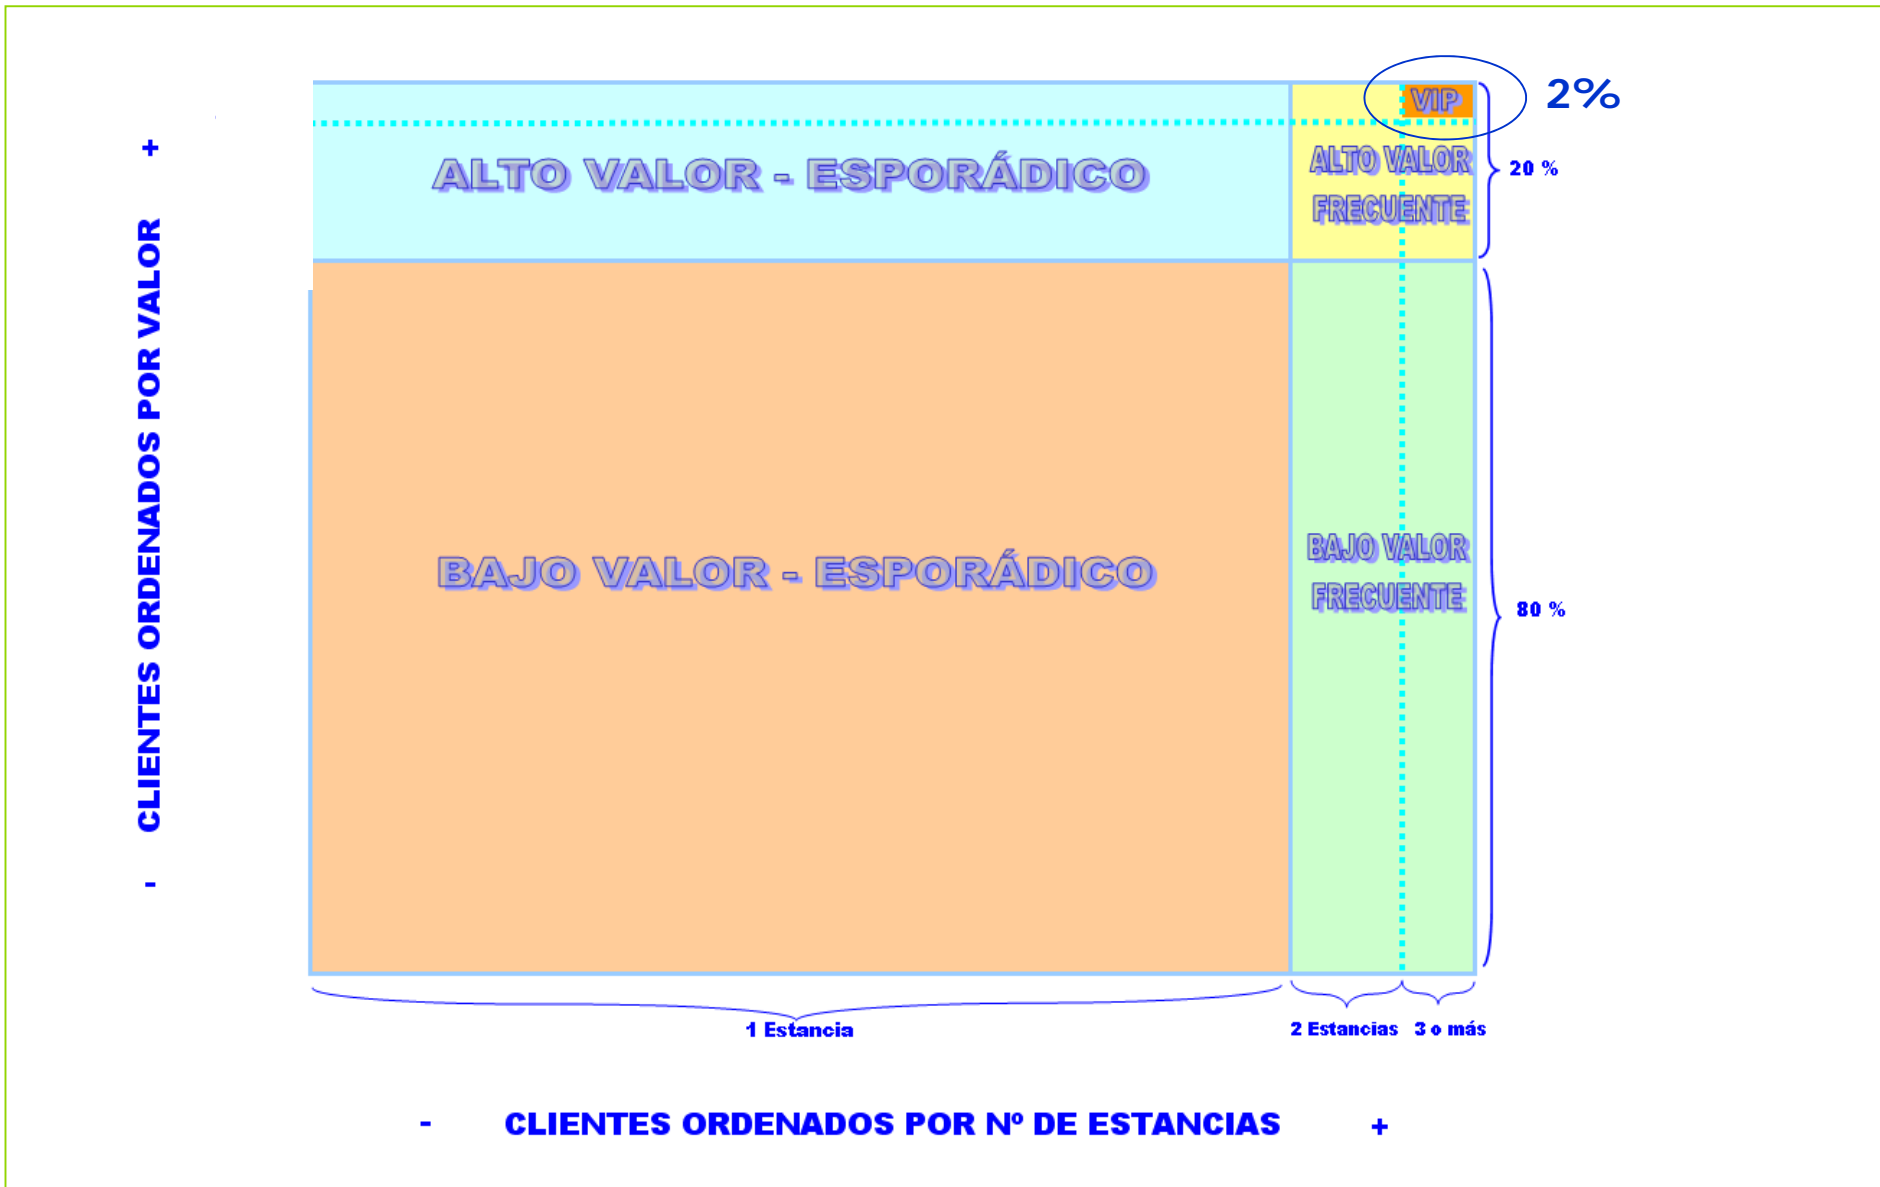 VIP
2%
+
ALTO VALOR - ESPORÁDICO
ALTO VALOR
FRECUENTE
20 %
CLIENTES ORDENADOS POR VALOR
-
BAJO VALOR - ESPORÁDICO
BAJO VALOR
FRECUENTE
80 %
1 Estancia
2 Estancias
3 o más
- CLIENTES ORDENADOS POR Nº DE ESTANCIAS +